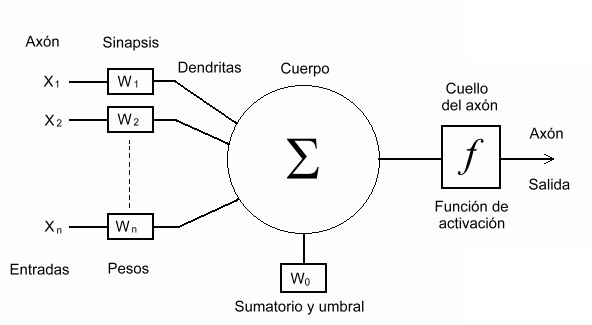 Axón
Sinapsis
Dendritas
Cuerpo
Cuello
del axón
X1
W1
X2
W2
Σ
f
Axón
Salida
Función de
activación
Xn
Wn
Entradas
Pesos
W0
Sumatorio y umbral